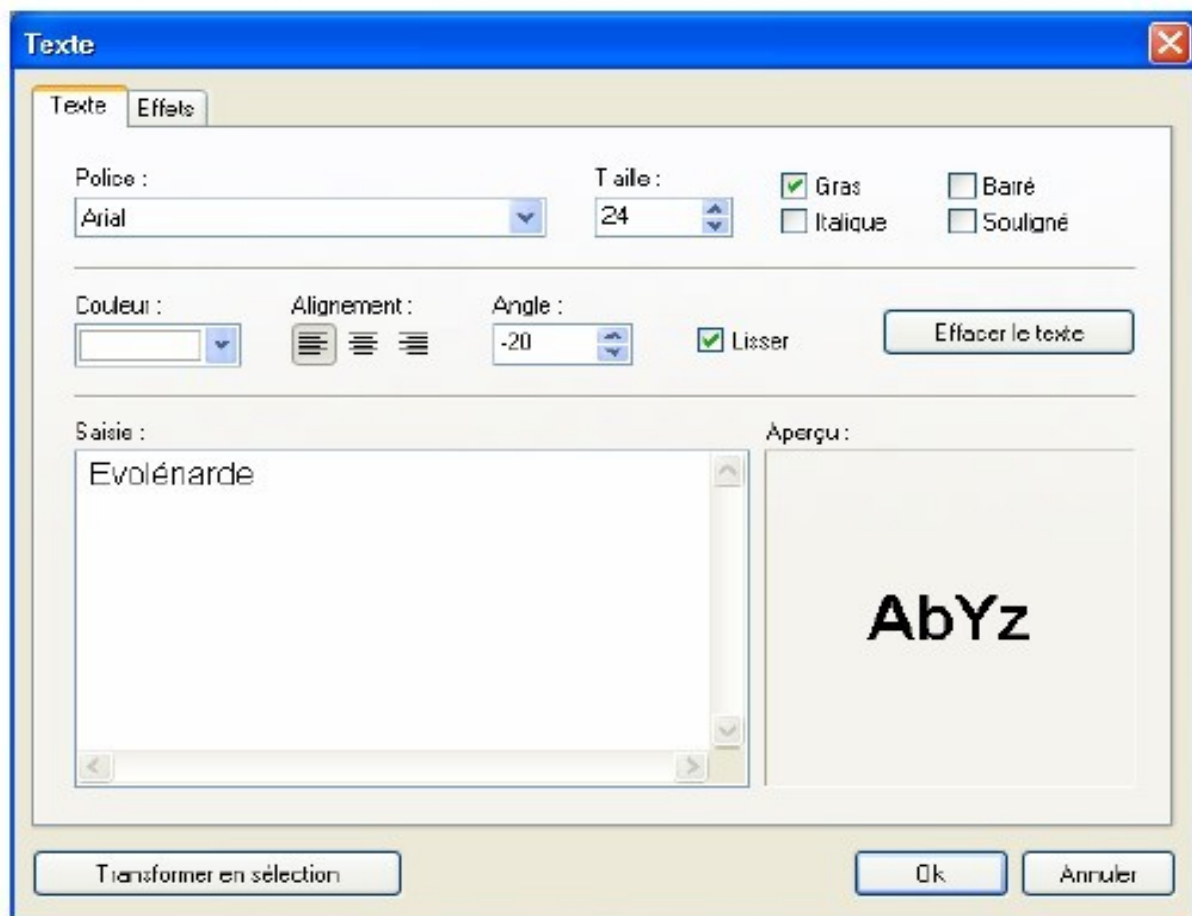 Texte
Texte Effets
Police : Taille :
Gras Barré
Arial 24
Italique Souligné
Couleur : Alignement : Angle :
-20 Lisser Effacer le texte
Saisie : Aperçu :
Evolénarde
AbYz
Transformer en sélection Ok Annuler